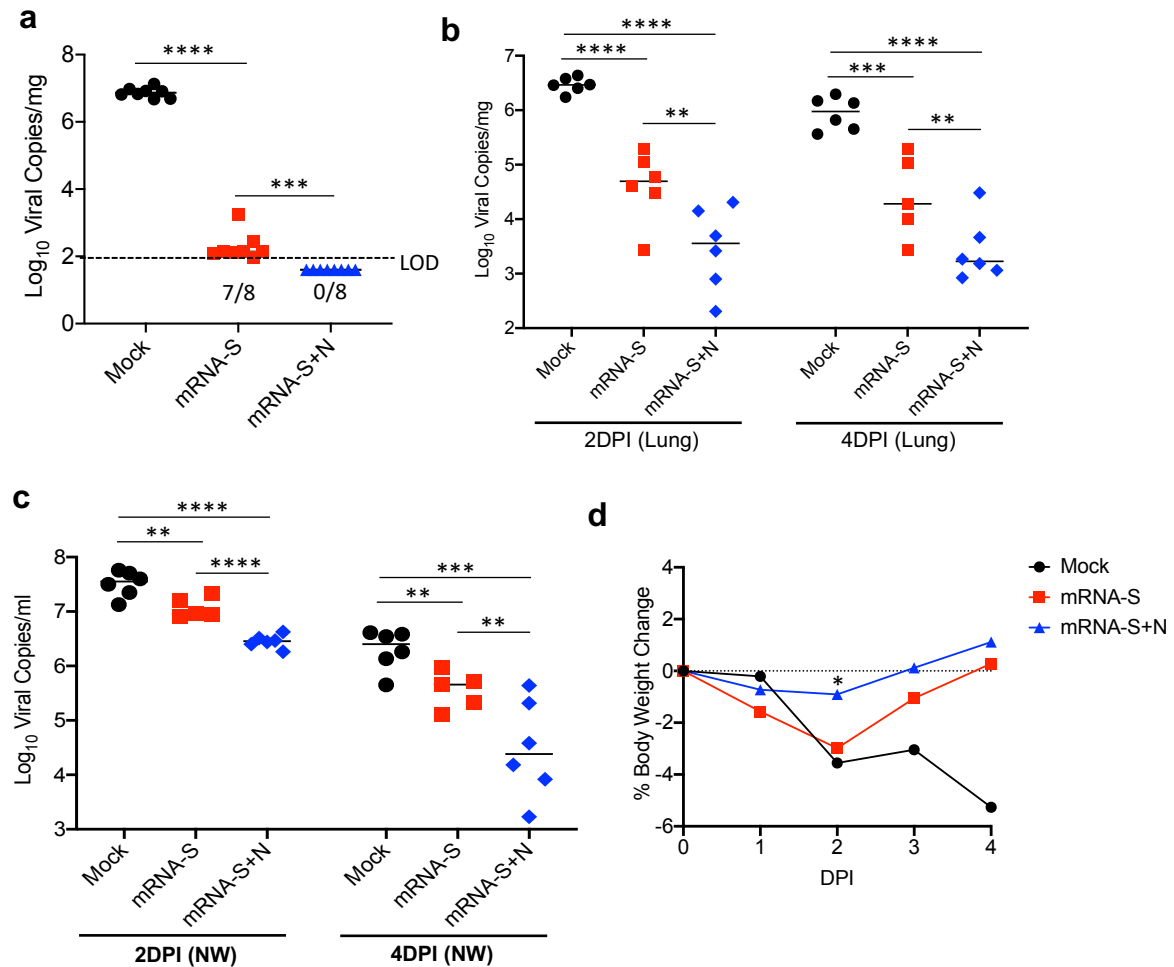 a
****
***
Log10 Viral Copies/mg
8
6
4
2
0
LOD
7/8
0/8
Mock
mRNA-S
mRNA-S+N
b
****
****
**
****
***
**
Log10 Viral Copies/mg
7
6
5
4
3
2
Mock
mRNA-S
mRNA-S+N
Mock
mRNA-S
mRNA-S+N
2DPI (Lung)
4DPI (Lung)
c
****
**
****
***
**
**
Log10 Viral Copies/ml
8
7
6
5
4
3
Mock
mRNA-S
mRNA-S+N
Mock
mRNA-S
mRNA-S+N
2DPI (NW)
4DPI (NW)
d
Mock
mRNA-S
mRNA-S+N
% Body Weight Change
4
2
0
-2
-4
-6
*
0 1 2 3 4
DPI